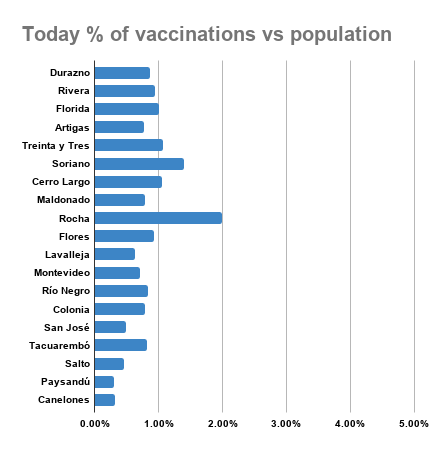 Today % of vaccinations vs population
Durazno
Rivera
Florida
Artigas
Treinta y Tres
Soriano
Cerro Largo
Maldonado
Rocha
Flores
Lavalleja
Montevideo
Río Negro
Colonia
San José
Tacuarembó
Salto
Paysandú
Canelones
0.00% 1.00% 2.00% 3.00% 4.00% 5.00%